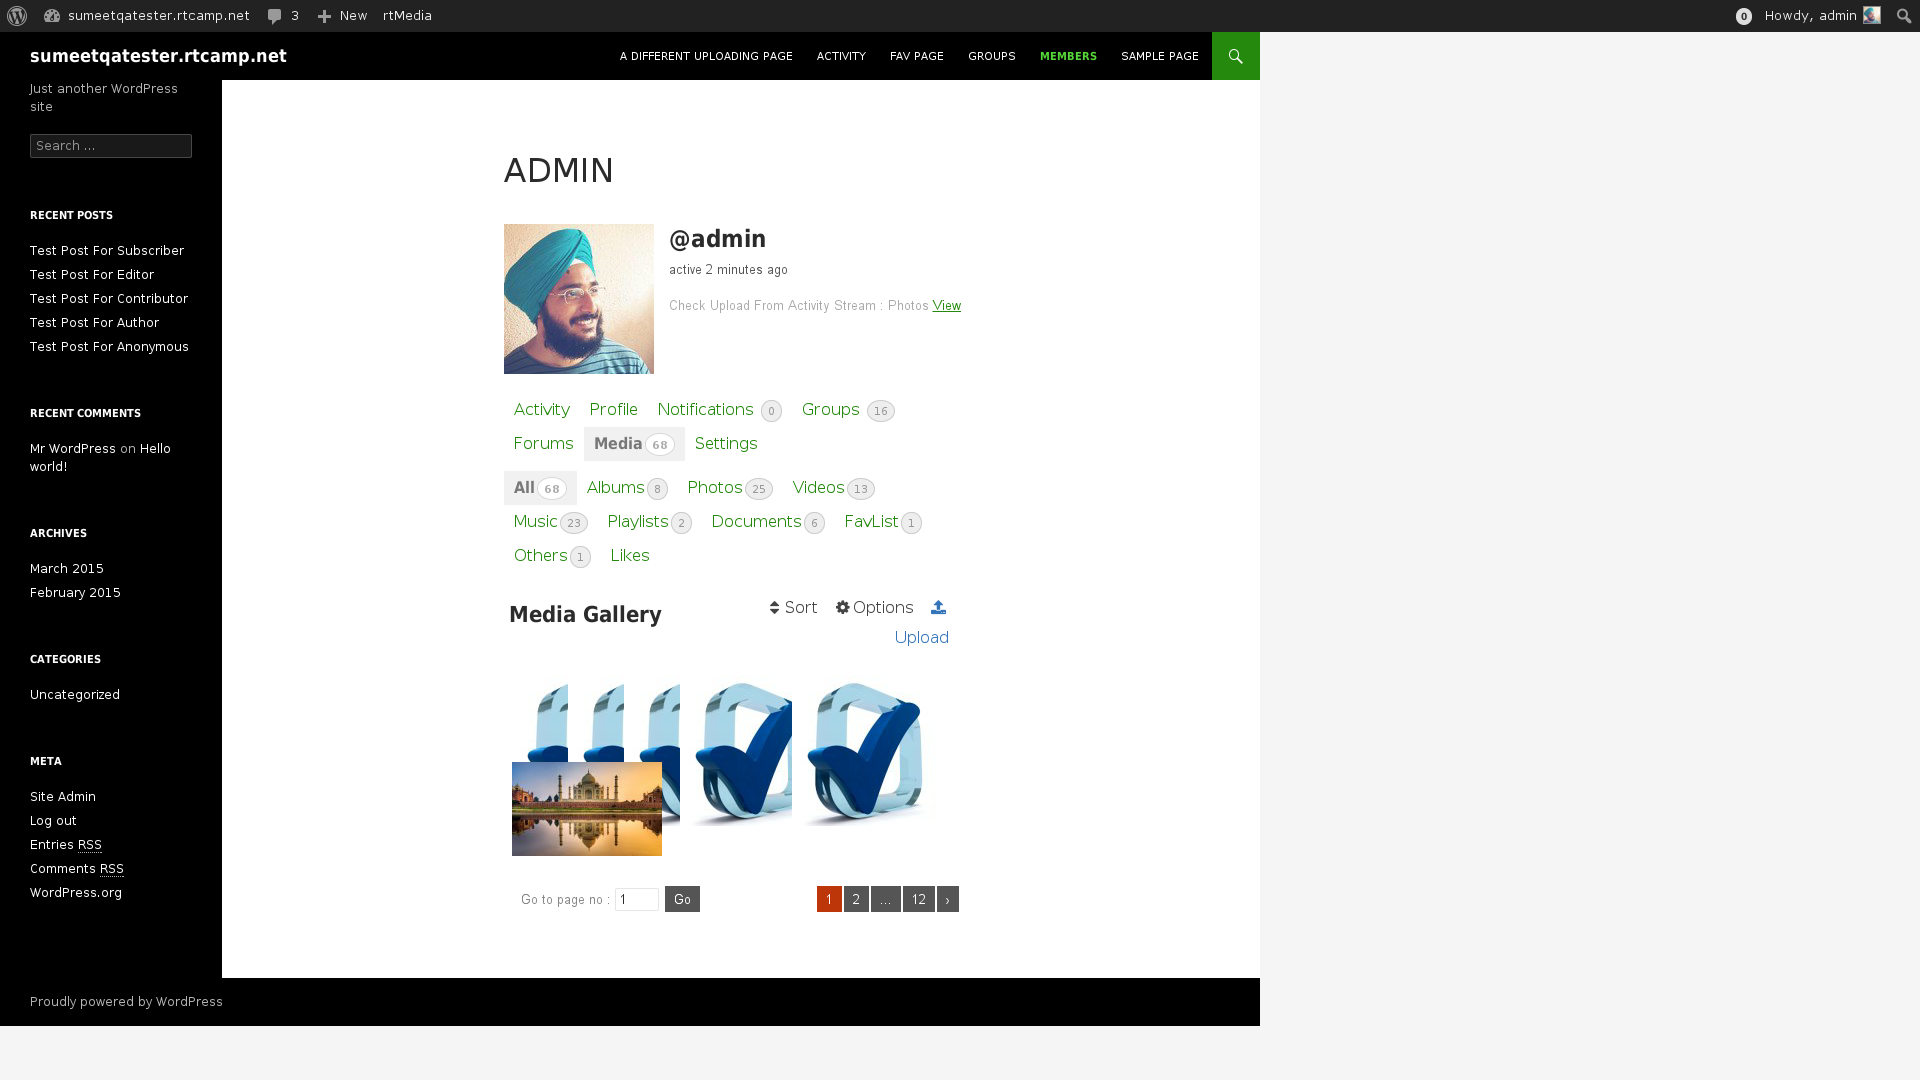 sumeetqatester.rtcamp.net 3 New rtMedia 0 Howdy, admin
sumeetqatester.rtcamp.net A DIFFERENT UPLOADING PAGE ACTIVITY FAV PAGE GROUPS MEMBERS SAMPLE PAGE
Just another WordPress
site
Search ...
RECENT POSTS
Test Post For Subscriber
Test Post For Editor
Test Post For Contributor
Test Post For Author
Test Post For Anonymous
RECENT COMMENTS
Mr WordPress on Hello
world!
ARCHIVES
March 2015
February 2015
CATEGORIES
Uncategorized
META
Site Admin
Log out
Entries RSS
Comments RSS
WordPress.org
ADMIN
@admin
active 2 minutes ago
Check Upload From Activity Stream : Photos View
Activity Profile Notifications 0 Groups 16
Forums Media 68 Settings
All 68 Albums 8 Photos 25 Videos 13
Music 23 Playlists 2 Documents 6 FavList 1
Others 1 Likes
Media Gallery Sort Options
Upload
Go to page no : 1 Go 1 2 ... 12 ›
Proudly powered by WordPress